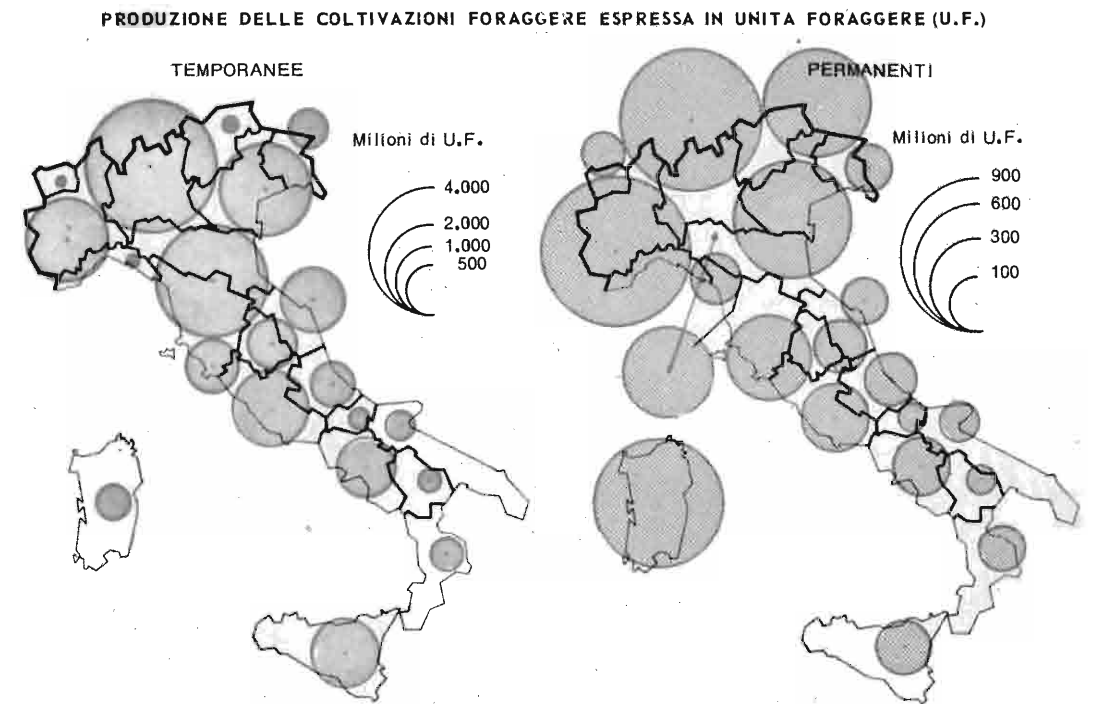 PRODUZIONE DELLE COLTIVAZIONI FORAGGERE ESPRESSA IN UNITA FORAGGERE (U.F.)
TEMPORANEE
Milioni di U.F.
4.000
2.000
1.000
500
PERMANENTI
Milioni di U.F.
900
600
300
100